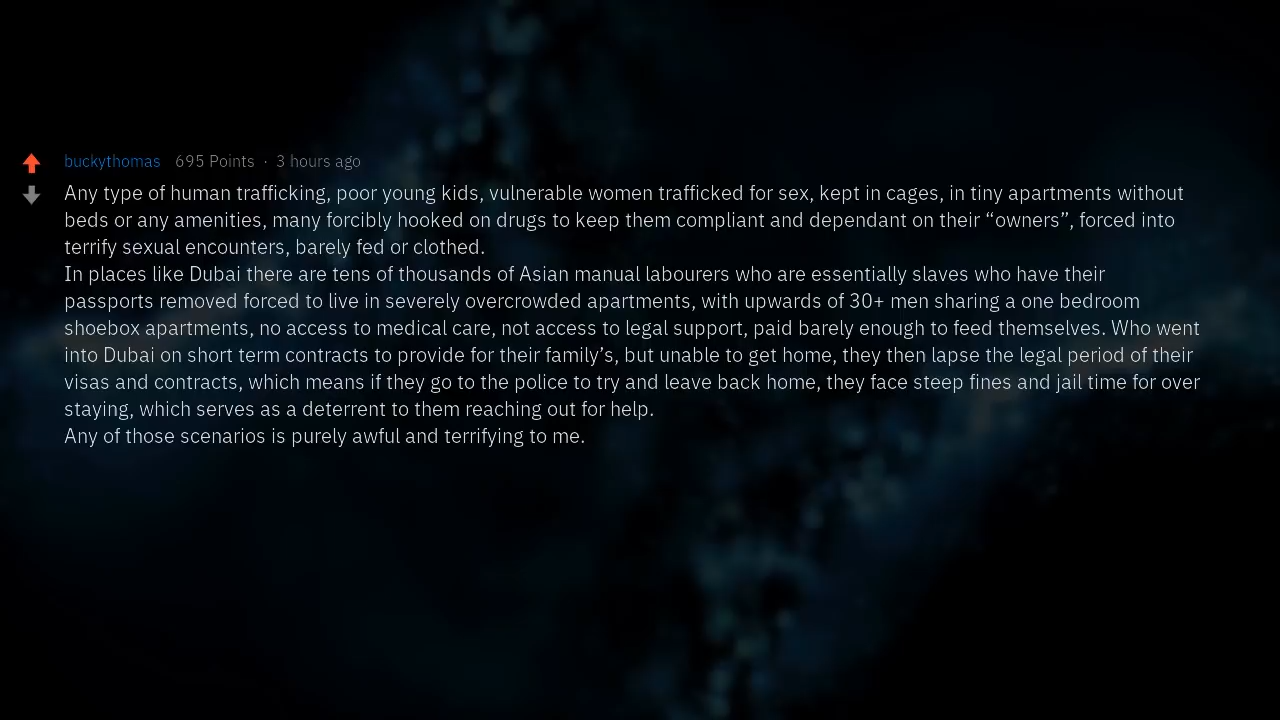 buckythomas 695 Points · 3 hours ago
Any type of human trafficking, poor young kids, vulnerable women trafficked for sex, kept in cages, in tiny apartments without
beds or any amenities, many forcibly hooked on drugs to keep them compliant and dependant on their “owners”, forced into
terrify sexual encounters, barely fed or clothed.
In places like Dubai there are tens of thousands of Asian manual labourers who are essentially slaves who have their
passports removed forced to live in severely overcrowded apartments, with upwards of 30+ men sharing a one bedroom
shoebox apartments, no access to medical care, not access to legal support, paid barely enough to feed themselves. Who went
into Dubai on short term contracts to provide for their family’s, but unable to get home, they then lapse the legal period of their
visas and contracts, which means if they go to the police to try and leave back home, they face steep fines and jail time for over
staying, which serves as a deterrent to them reaching out for help.
Any of those scenarios is purely awful and terrifying to me.